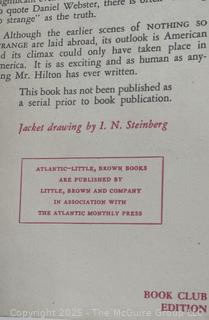 to quote Daniel Webster, there is often
strange" as the truth.
Although the earlier scenes of NOTHING SO
STRANGE are laid abroad, its outlook is American
its climax could only have taken place in
America. It is as exciting and as human as any-
ing Mr. Hilton has ever written.
This book has not been published as
a serial prior to book publication.
Jacket drawing by I. N. Steinberg
ATLANTIC–LITTLE, BROWN BOOKS
ARE PUBLISHED BY
LITTLE, BROWN AND COMPANY
IN ASSOCIATION WITH
THE ATLANTIC MONTHLY PRESS
BOOK CLUB
EDITION
Copyright 2025 - The McGuire Group